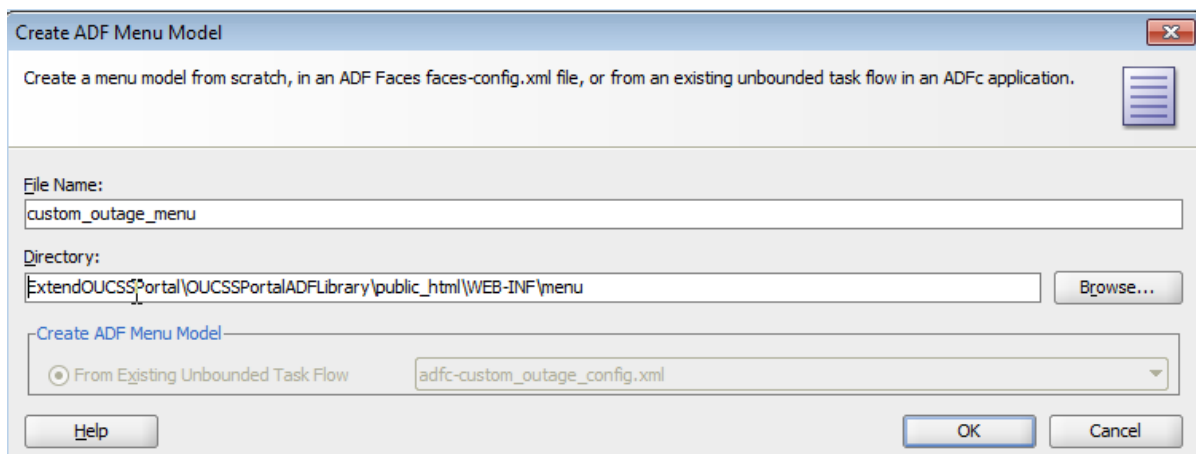 Create ADF Menu Model
Create a menu model from scratch, in an ADF Faces faces-config.xml file, or from an existing unbounded task flow in an ADFc application.
File Name:
custom_outage_menu
Directory:
ExtendOUCSSPortal\OUCSSPortalADFLibrary\public_html\WEB-INF\menu
Browse...
Create ADF Menu Model
From Existing Unbounded Task Flow
adfc-custom_outage_config.xml
Help
OK
Cancel